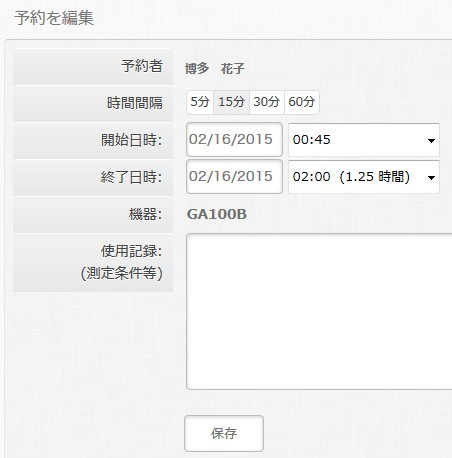 予約を編集
予約者 博多 花子
時間間隔 5分 15分 30分 60分
開始日時: 02/16/2015 00:45
終了日時: 02/16/2015 02:00 (1.25 時間)
機器: GA100B
使用記録:
(測定条件等)
保存